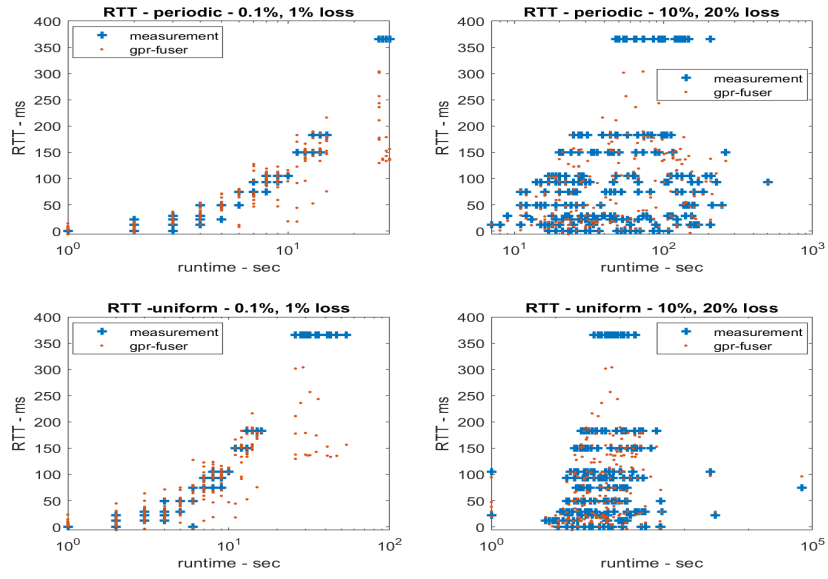 RTT - periodic - 0.1%, 1% loss
400
350
300
250
200
150
100
50
0
RTT - ms
measurement
gpr-fuser
10^0
10^1
runtime - sec
RTT - periodic - 10%, 20% loss
400
350
300
250
200
150
100
50
0
RTT - ms
measurement
gpr-fuser
10^1
10^2
10^3
runtime - sec
RTT -uniform - 0.1%, 1% loss
400
350
300
250
200
150
100
50
0
RTT - ms
measurement
gpr-fuser
10^0
10^1
10^2
runtime - sec
RTT - uniform - 10%, 20% loss
400
350
300
250
200
150
100
50
0
RTT - ms
measurement
gpr-fuser
10^0
10^5
runtime - sec